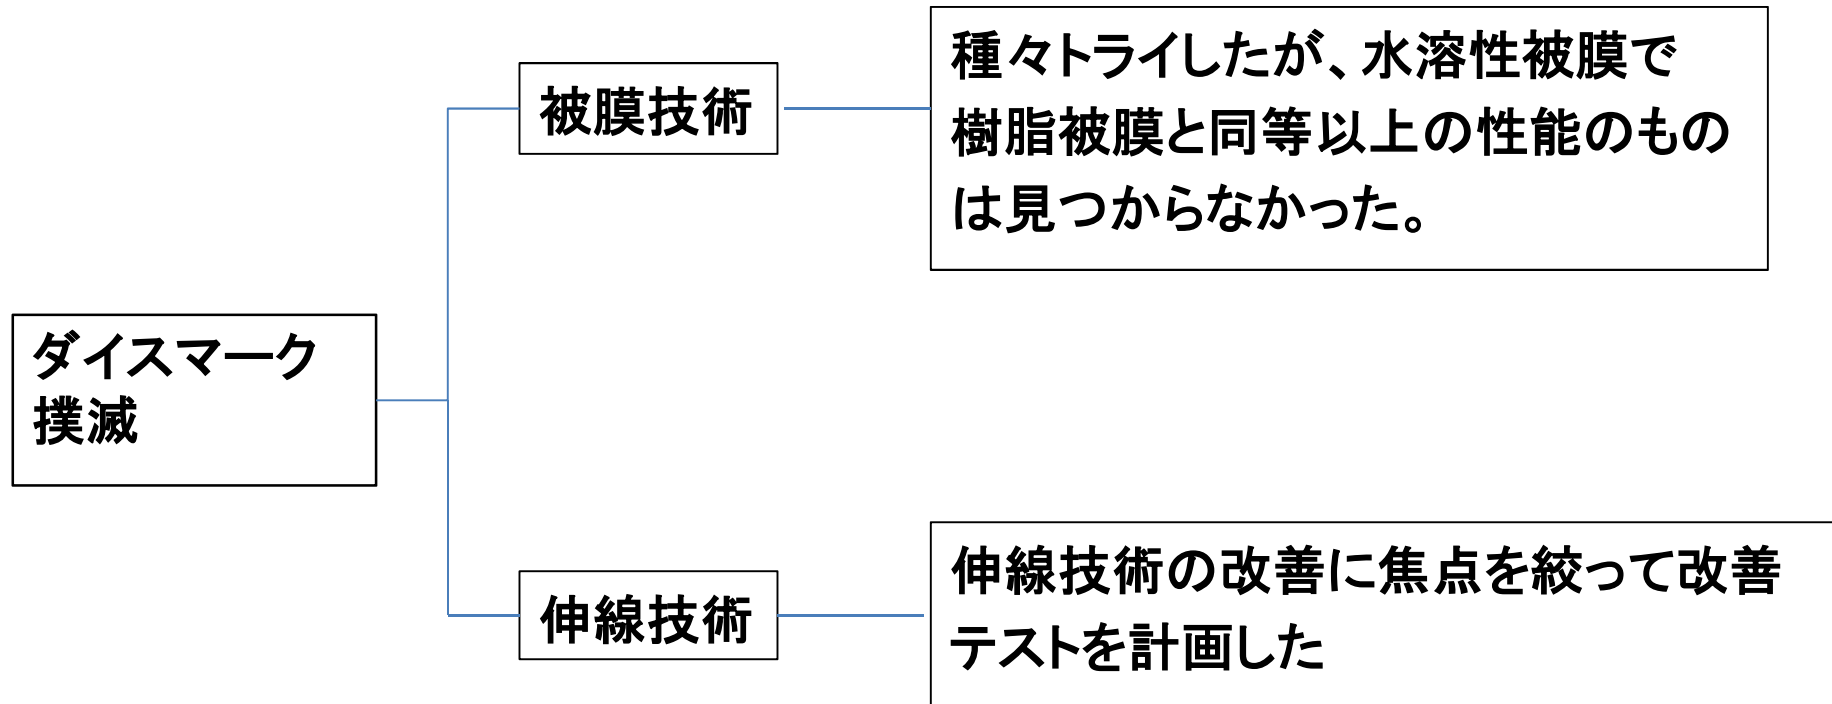 種々トライしたが、水溶性被膜で
樹脂被膜と同等以上の性能のもの
は見つからなかった。
被膜技術
ダイスマーク
撲滅
伸線技術
伸線技術の改善に焦点を絞って改善
テストを計画した